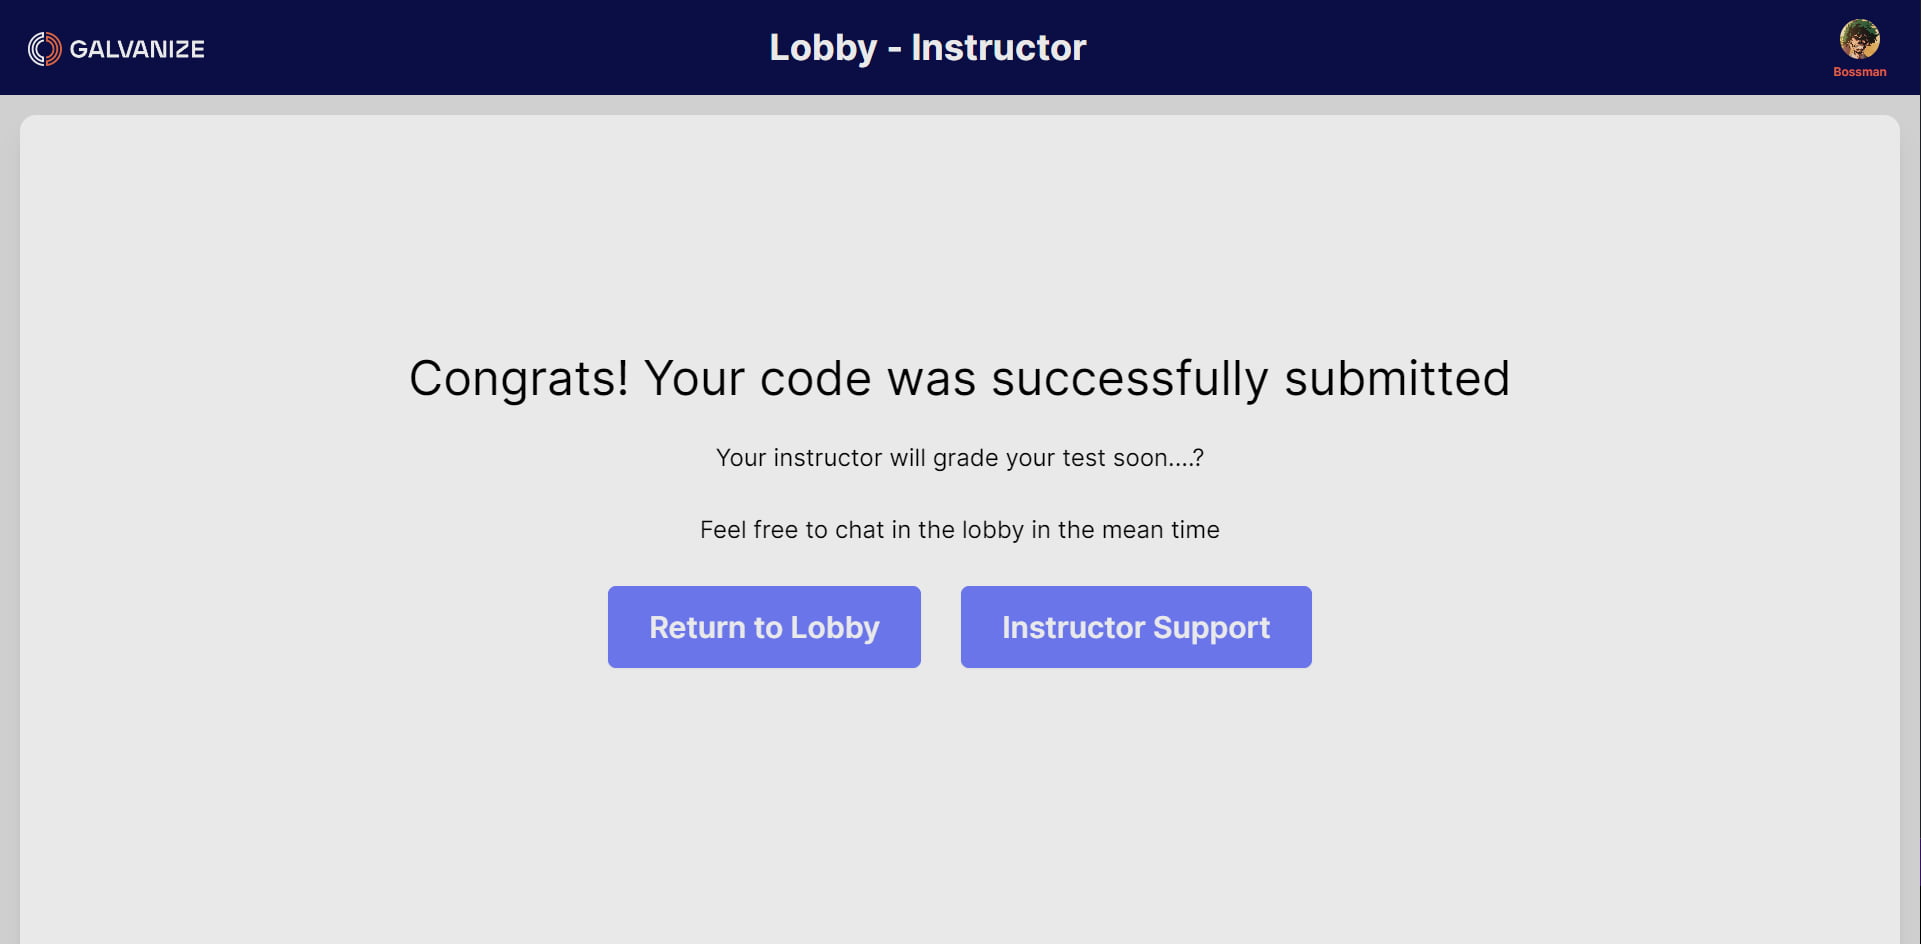 GALVANIZE
Lobby - Instructor
Bossman
Congrats! Your code was successfully submitted
Your instructor will grade your test soon....?
Feel free to chat in the lobby in the mean time
Return to Lobby
Instructor Support